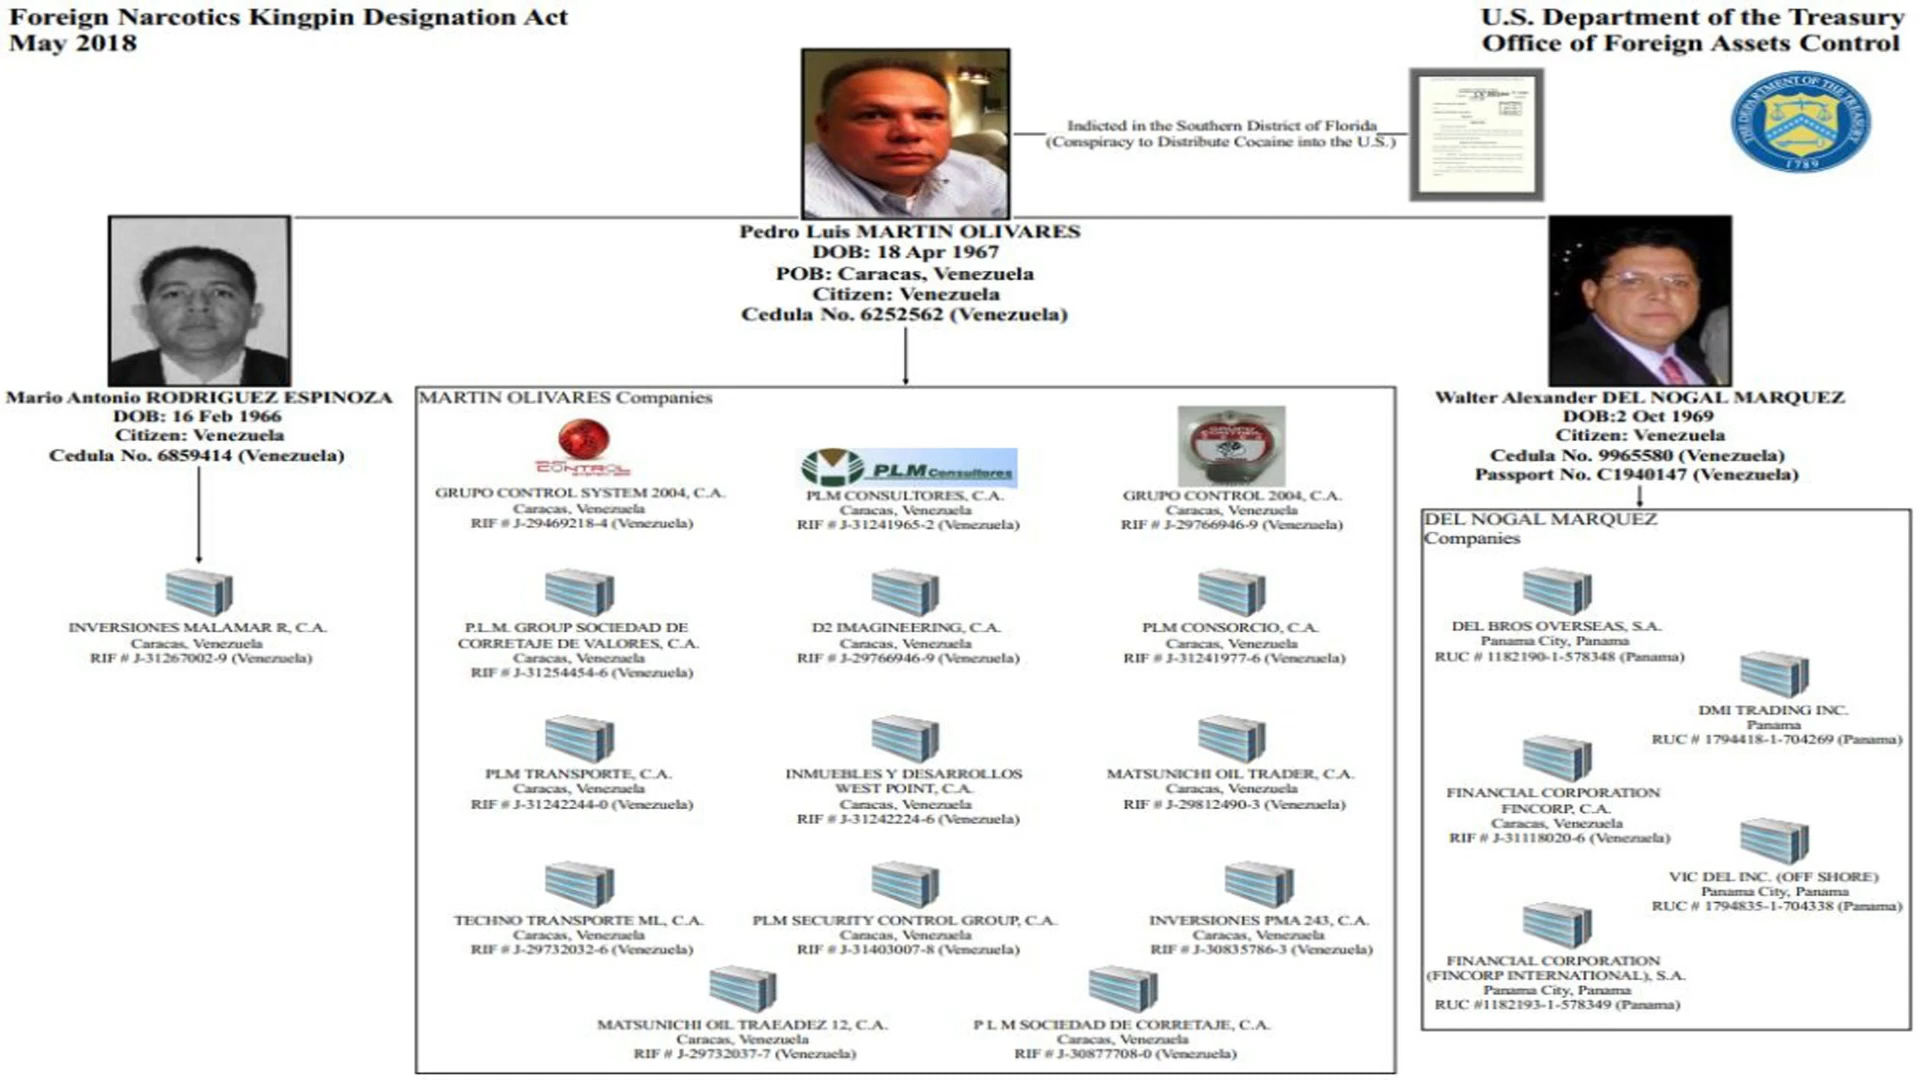 Foreign Narcotics Kingpin Designation Act
May 2018
U.S. Department of the Treasury
Office of Foreign Assets Control
THE DEPARTMENT OF THE TREASURY
1789
Indicted in the Southern District of Florida
(Conspiracy to Distribute Cocaine into the U.S.)
Pedro Luis MARTIN OLIVARES
DOB: 18 Apr 1967
POB: Caracas, Venezuela
Citizen: Venezuela
Cedula No. 6252562 (Venezuela)
Mario Antonio RODRIGUEZ ESPINOZA
DOB: 16 Feb 1966
Citizen: Venezuela
Cedula No. 6859414 (Venezuela)
INVERSIONES MALAMAR R, C.A.
Caracas, Venezuela
RIF # J-31267002-9 (Venezuela)
MARTIN OLIVARES Companies
CONTROL
GRUPO CONTROL SYSTEM 2004, C.A.
Caracas, Venezuela
RIF # J-29469218-4 (Venezuela)
PLM Consultores
PLM CONSULTORES, C.A.
Caracas, Venezuela
RIF # J-31241965-2 (Venezuela)
GRUPO CONTROL 2004, C.A.
Caracas, Venezuela
RIF # J-29766946-9 (Venezuela)
P.L.M. GROUP SOCIEDAD DE
CORRETAJE DE VALORES, C.A.
Caracas, Venezuela
RIF # J-31254454-6 (Venezuela)
D2 IMAGINEERING, C.A.
Caracas, Venezuela
RIF # J-29766946-9 (Venezuela)
PLM CONSORCIO, C.A.
Caracas, Venezuela
RIF # J-31241977-6 (Venezuela)
PLM TRANSPORTE, C.A.
Caracas, Venezuela
RIF # J-31242244-0 (Venezuela)
INMUEBLES Y DESARROLLOS
WEST POINT, C.A.
Caracas, Venezuela
RIF # J-31242224-6 (Venezuela)
MATSUNICHI OIL TRADER, C.A.
Caracas, Venezuela
RIF # J-29812490-3 (Venezuela)
TECHNO TRANSPORTE ML, C.A.
Caracas, Venezuela
RIF # J-29732032-6 (Venezuela)
PLM SECURITY CONTROL GROUP, C.A.
Caracas, Venezuela
RIF # J-31403007-8 (Venezuela)
INVERSIONES PMA 243, C.A.
Caracas, Venezuela
RIF # J-30835786-3 (Venezuela)
MATSUNICHI OIL TRAEADEZ 12, C.A.
Caracas, Venezuela
RIF # J-29732037-7 (Venezuela)
P L M SOCIEDAD DE CORRETAJE, C.A.
Caracas, Venezuela
RIF # J-30877708-0 (Venezuela)
Walter Alexander DEL NOGAL MARQUEZ
DOB:2 Oct 1969
Citizen: Venezuela
Cedula No. 9965580 (Venezuela)
Passport No. C1940147 (Venezuela)
DEL NOGAL MARQUEZ
Companies
DEL BROS OVERSEAS, S.A.
Panama City, Panama
RUC # 1182190-1-578348 (Panama)
DMI TRADING INC.
Panama
RUC # 1794418-1-704269 (Panama)
FINANCIAL CORPORATION
FINCORP, C.A.
Caracas, Venezuela
RIF # J-31118020-6 (Venezuela)
VIC DEL INC. (OFF SHORE)
Panama City, Panama
RUC # 1794835-1-704338 (Panama)
FINANCIAL CORPORATION
(FINCORP INTERNATIONAL), S.A.
Panama City, Panama
RUC #1182193-1-578349 (Panama)